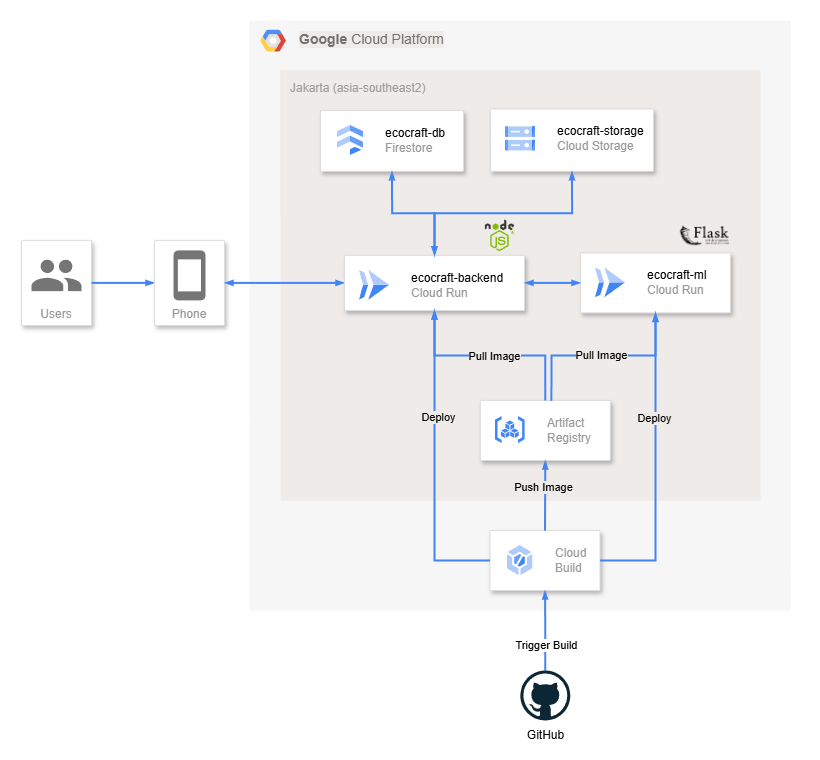 Google Cloud Platform
Jakarta (asia-southeast2)
ecocraft-db
Firestore
ecocraft-storage
Cloud Storage
node
JS
Flask
Users
Phone
ecocraft-backend
Cloud Run
ecocraft-ml
Cloud Run
Pull Image
Pull Image
Deploy
Deploy
Artifact
Registry
Push Image
Cloud
Build
Trigger Build
GitHub